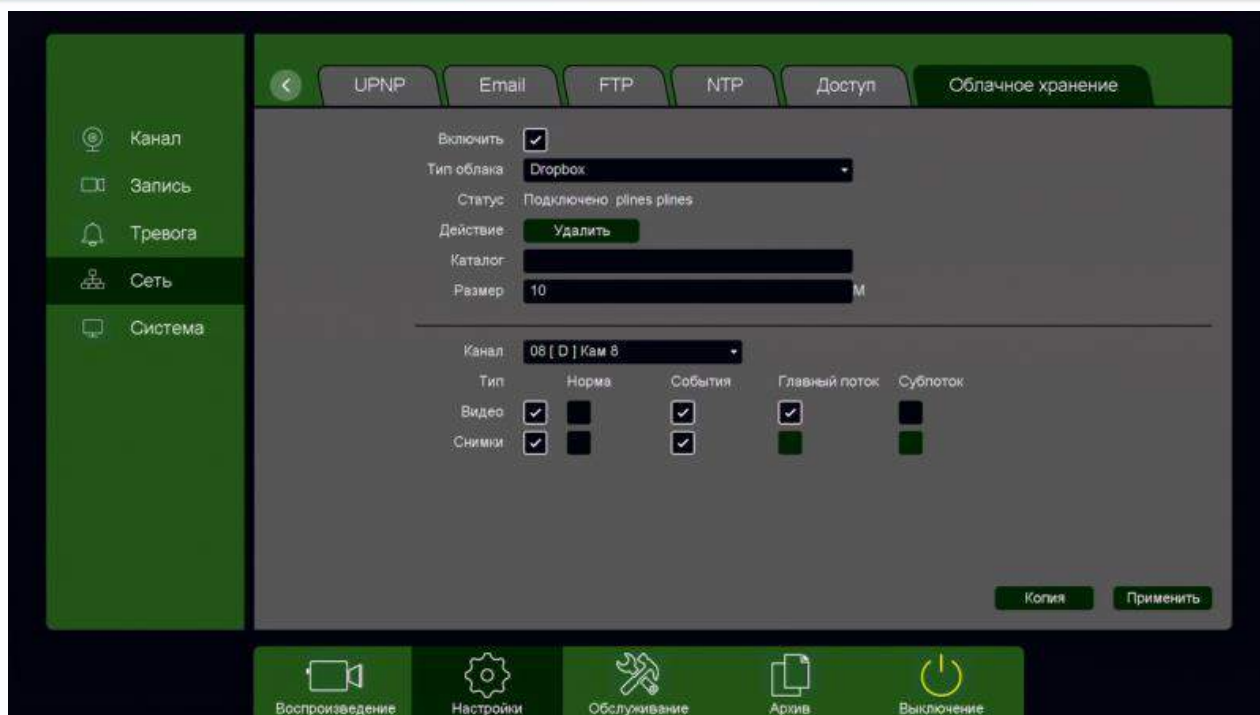 UPNP Email FTP NTP Доступ Облачное хранение
Канал
Запись
Тревога
Сеть
Система
Включить
Тип облака Dropbox
Статус Подключено plines plines
Действие Удалить
Каталог
Размер 10 М
Канал 08 [ D ] Кам 8
Тип Норма События Главный поток Субпоток
Видео
Снимки
Копия Применить
Воспроизведение Настройки Обслуживание Архив Выключение